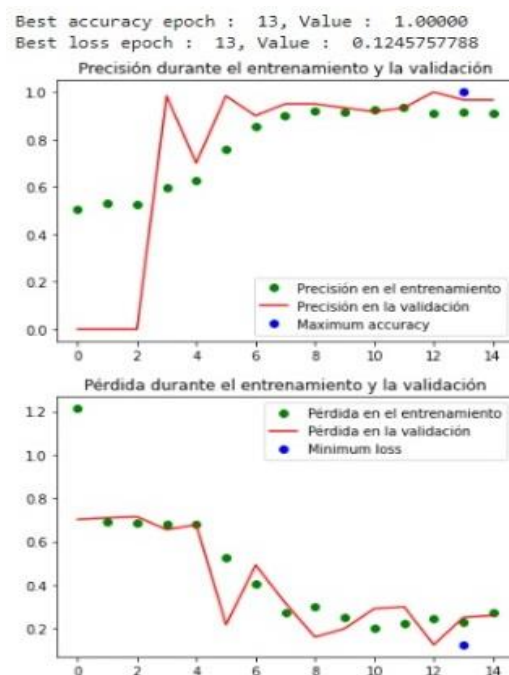 Best accuracy epoch :  13, Value :  1.00000
Best loss epoch :  13, Value :  0.1245757788
Precisión durante el entrenamiento y la validación
1.0
0.8
0.6
0.4
0.2
0.0
Precisión en el entrenamiento
Precisión en la validación
Maximum accuracy
0 2 4 6 8 10 12 14
Pérdida durante el entrenamiento y la validación
1.2
1.0
0.8
0.6
0.4
0.2
Pérdida en el entrenamiento
Pérdida en la validación
Minimum loss
0 2 4 6 8 10 12 14